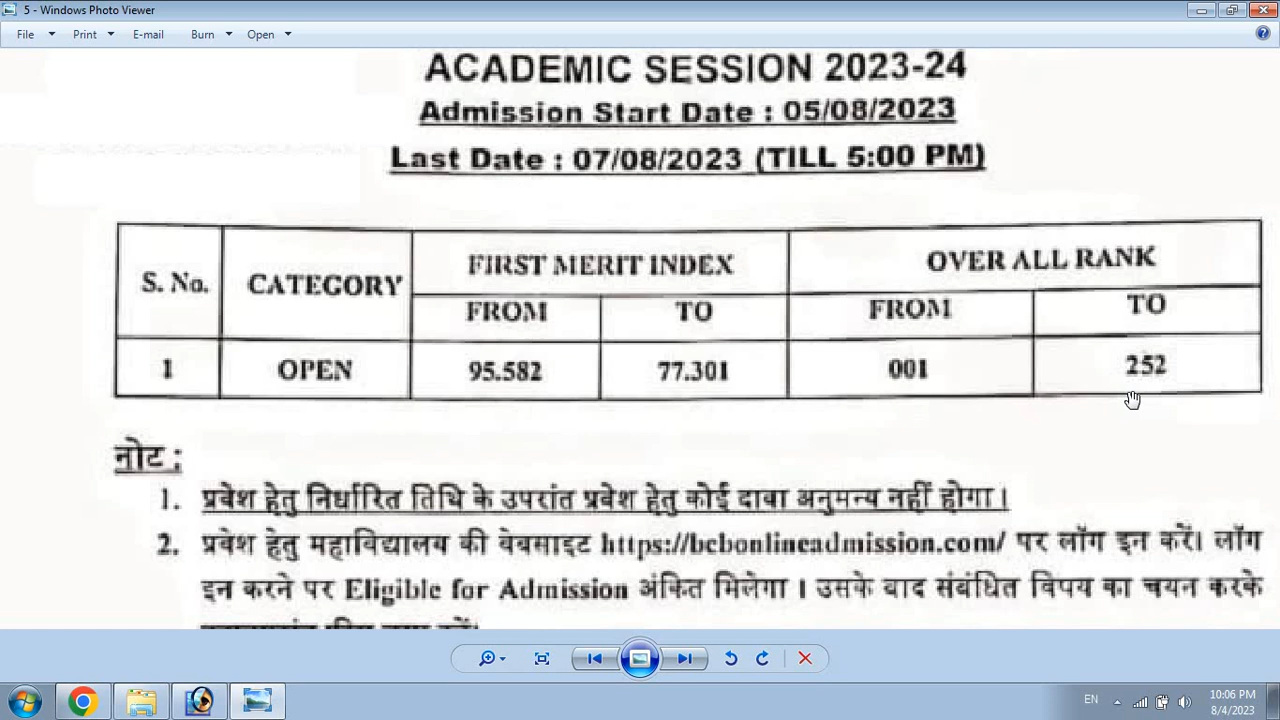 5 - Windows Photo Viewer
File Print E-mail Burn Open
ACADEMIC SESSION 2023-24
Admission Start Date : 05/08/2023
Last Date : 07/08/2023 (TILL 5:00 PM)
S. No. CATEGORY FIRST MERIT INDEX OVER ALL RANK
FROM TO FROM TO
1 OPEN 95.582 77.301 001 252
नोट :
1. प्रवेश हेतु निर्धारित तिथि के उपरांत प्रवेश हेतु कोई दावा अनुमन्य नहीं होगा।
2. प्रवेश हेतु महाविद्यालय की वेबसाइट https://bcbonlineadmission.com/ पर लॉग इन करें। लॉग
इन करने पर Eligible for Admission अंकित मिलेगा । उसके बाद संबंधित विषय का चयन करके
EN
10:06 PM
8/4/2023